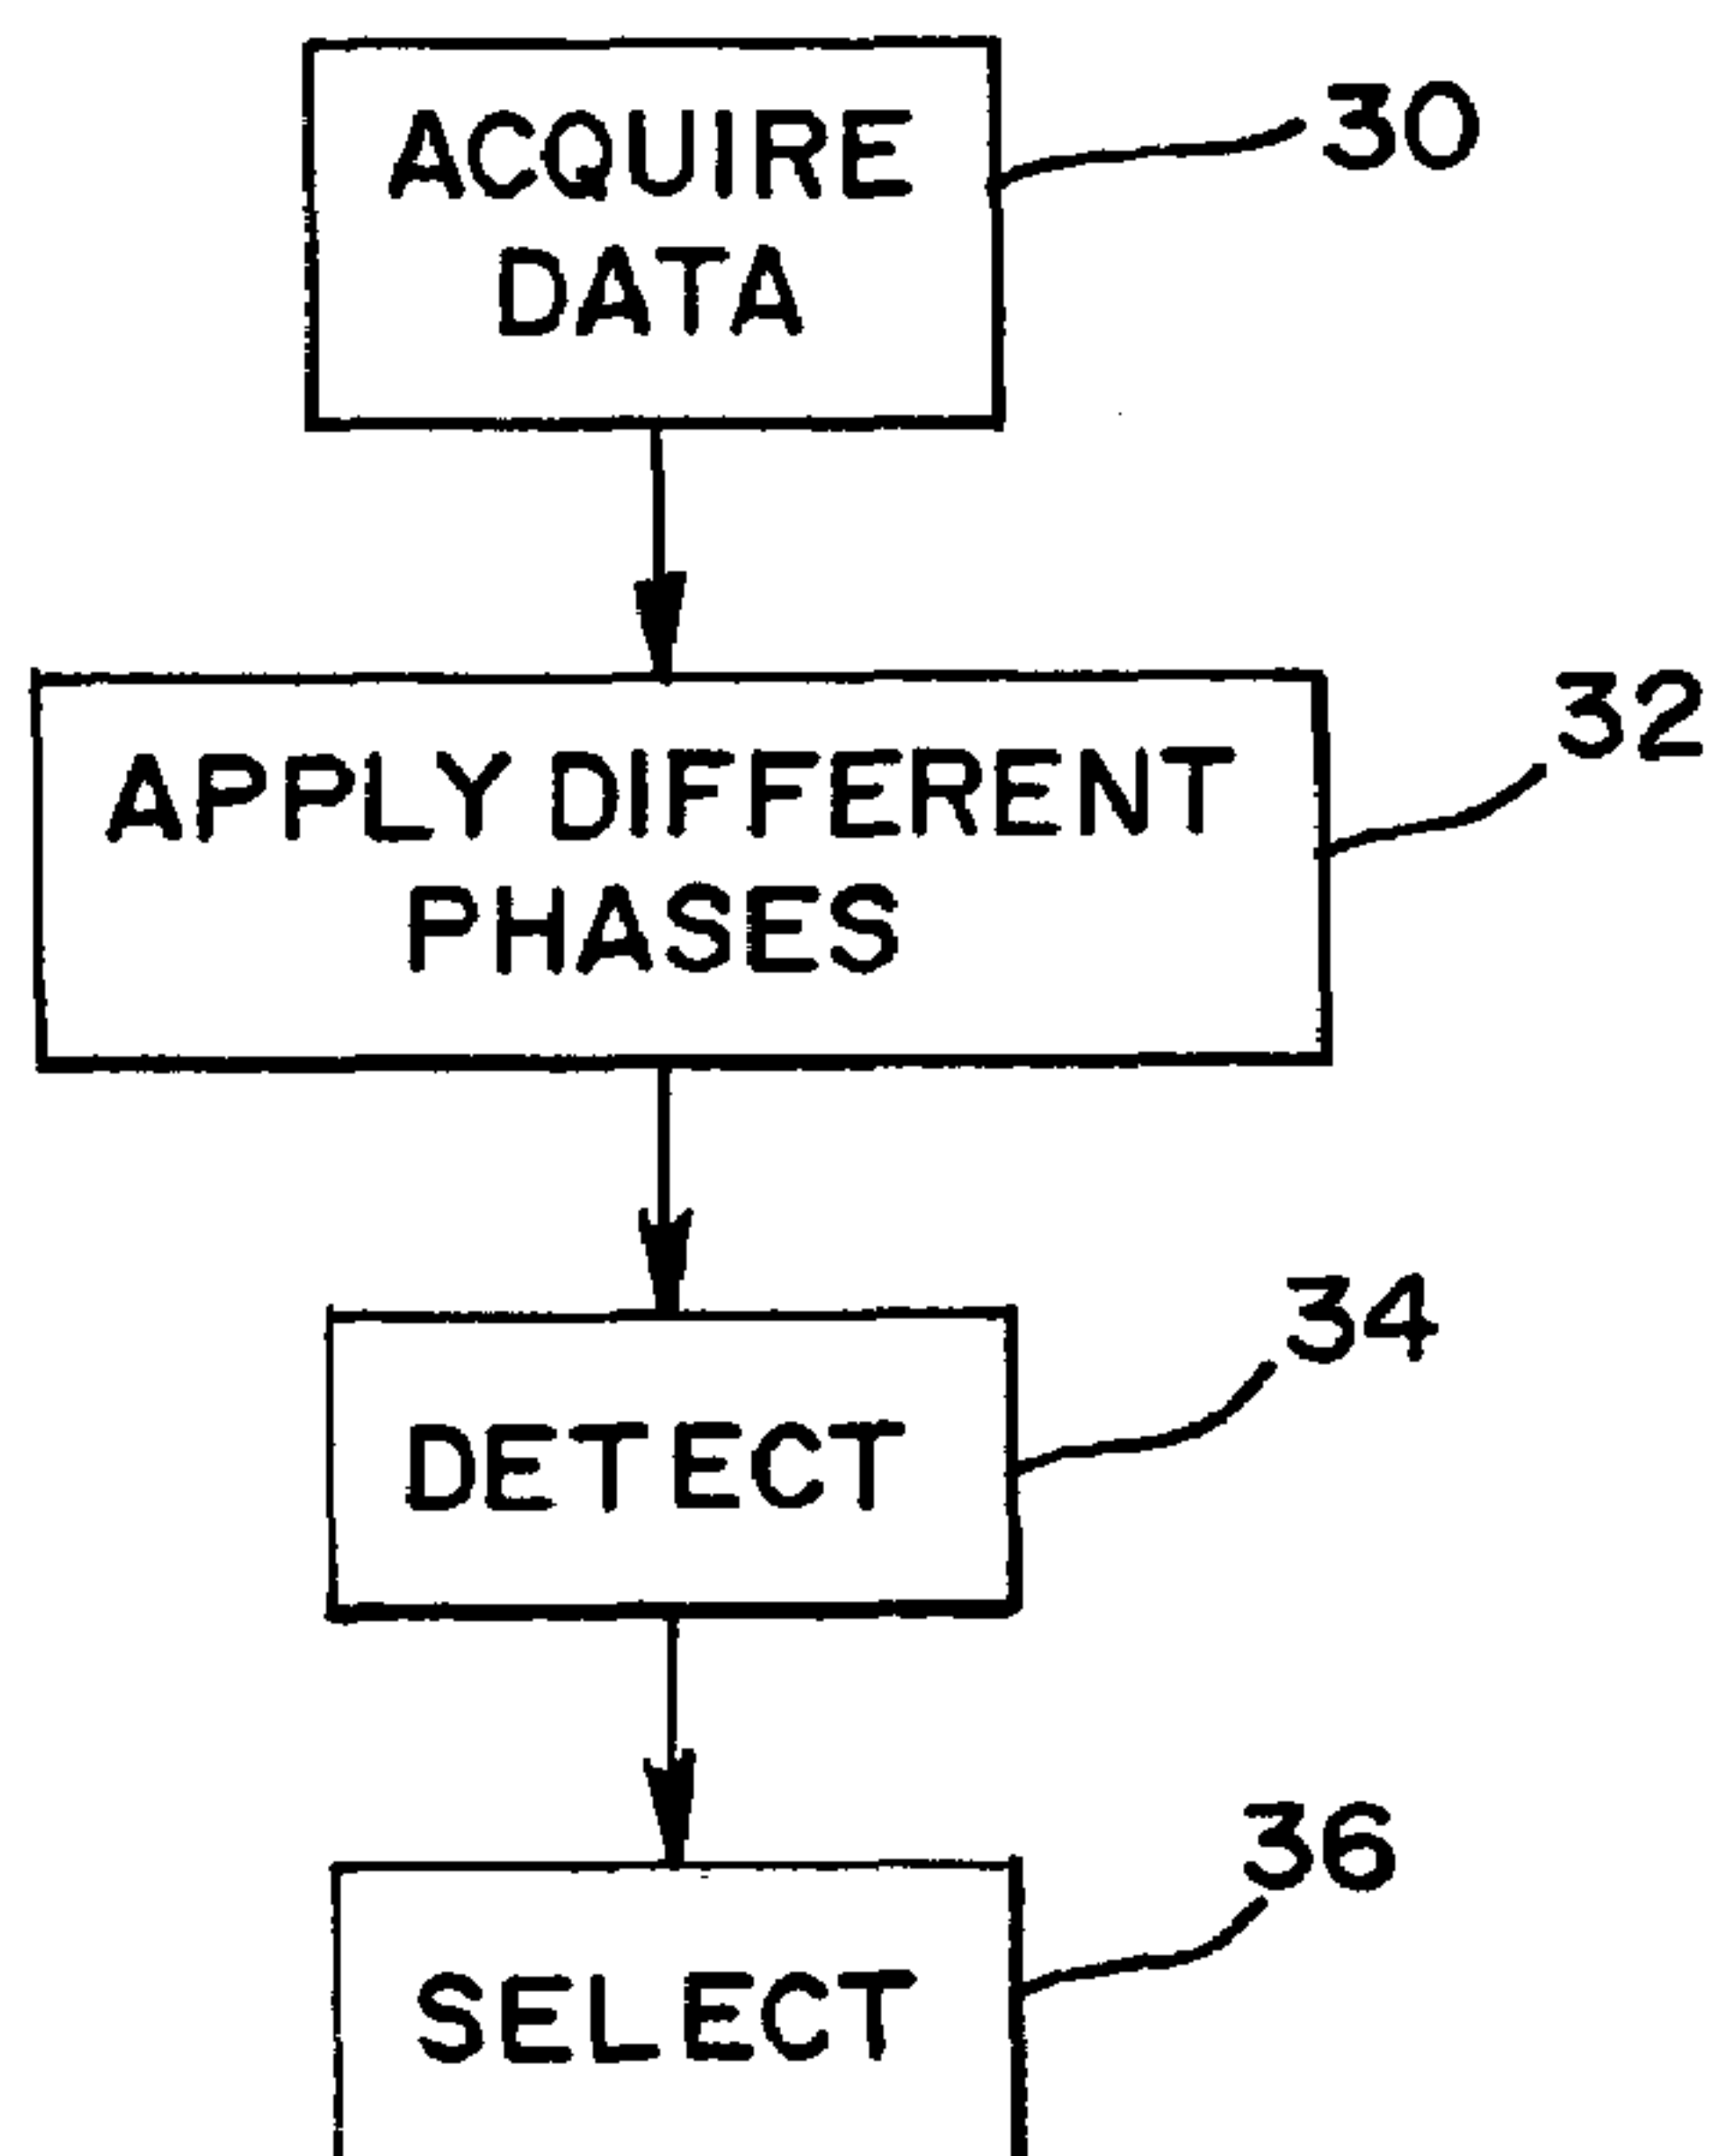 ACQUIRE
DATA
30
APPLY DIFFERENT
PHASES
32
DETECT
34
SELECT
36